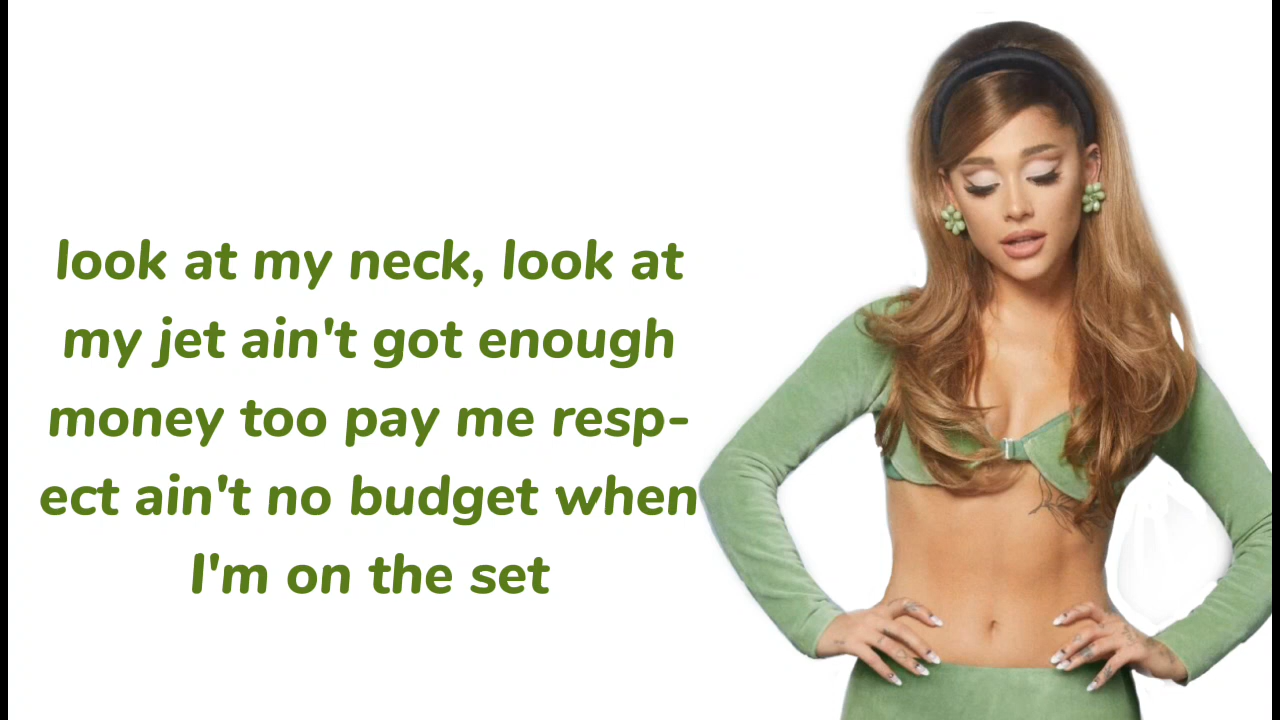 look at my neck, look at
my jet ain't got enough
money too pay me resp-
ect ain't no budget when
I'm on the set